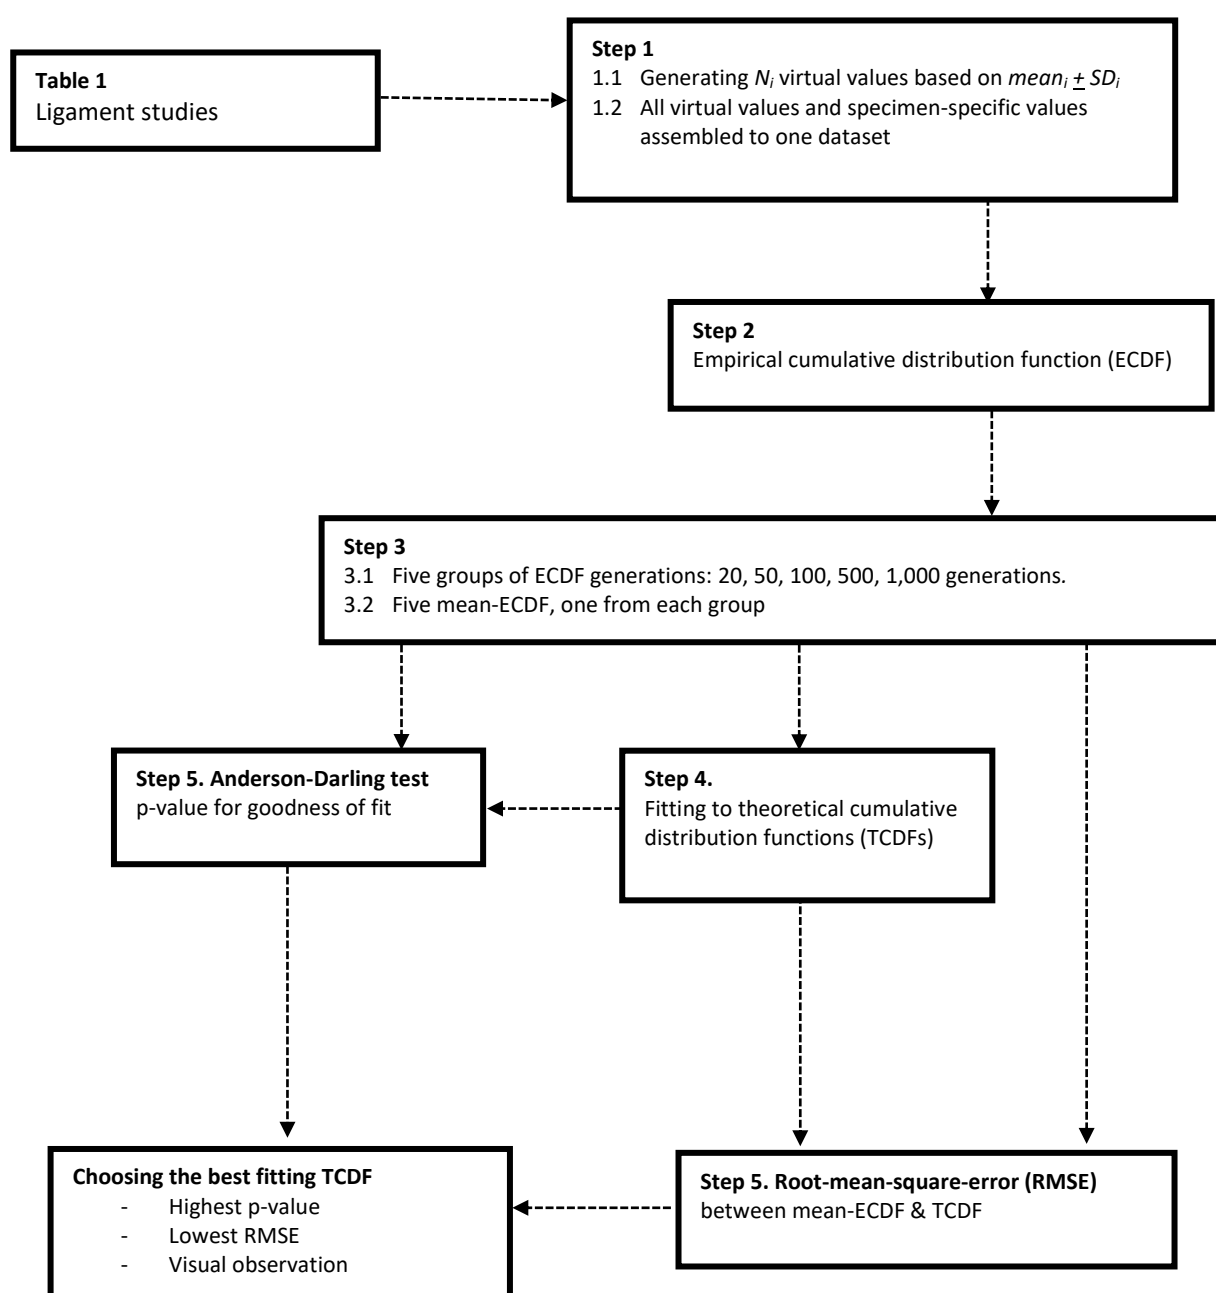 Table 1
Ligament studies
Step 1
1.1 Generating Nᵢ virtual values based on meanᵢ ± SDᵢ
1.2 All virtual values and specimen-specific values
assembled to one dataset
Step 2
Empirical cumulative distribution function (ECDF)
Step 3
3.1 Five groups of ECDF generations: 20, 50, 100, 500, 1,000 generations.
3.2 Five mean-ECDF, one from each group
Step 5. Anderson-Darling test
p-value for goodness of fit
Step 4.
Fitting to theoretical cumulative
distribution functions (TCDFs)
Choosing the best fitting TCDF
- Highest p-value
- Lowest RMSE
- Visual observation
Step 5. Root-mean-square-error (RMSE)
between mean-ECDF & TCDF